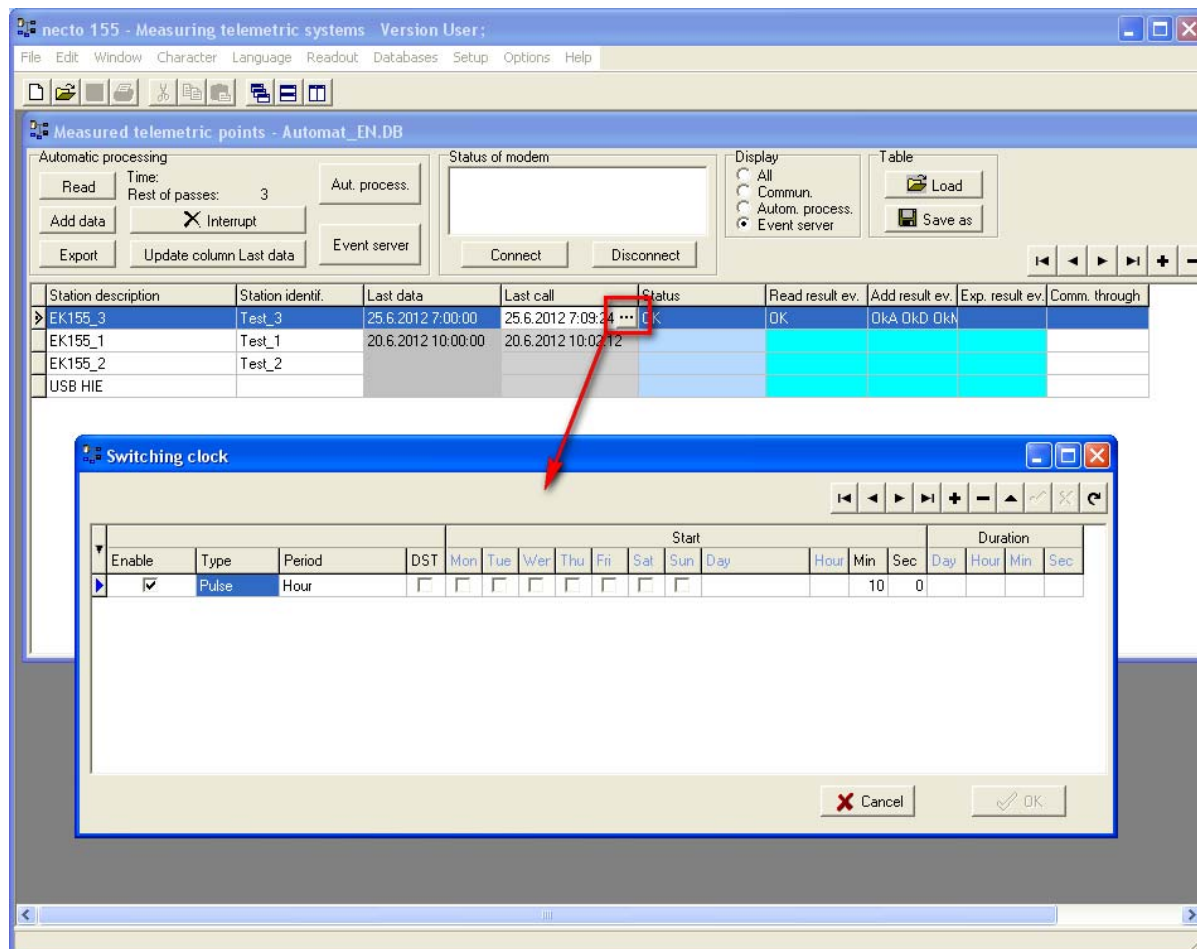 necto 155 - Measuring telemetric systems Version User;
File Edit Window Character Language Readout Databases Setup Options Help
Measured telemetric points - Automat_EN.DB
Automatic processing
Read
Time:
Rest of passes: 3
Aut. process.
Add data
Interrupt
Export
Update column Last data
Event server
Status of modem
Connect
Disconnect
Display
All
Commun.
Autom. process.
Event server
Table
Load
Save as
Station description Station identif. Last data Last call Status Read result ev. Add result ev. Exp. result ev. Comm. through
EK155_3 Test_3 25.6.2012 7:00:00 25.6.2012 7:09:24 ... OK OK OkA OkD OkM
EK155_1 Test_1 20.6.2012 10:00:00 20.6.2012 10:02:12
EK155_2 Test_2
USB HIE
Switching clock
Start Duration
Enable Type Period DST Mon Tue Wer Thu Fri Sat Sun Day Hour Min Sec Day Hour Min Sec
Pulse Hour 10 0
Cancel
OK